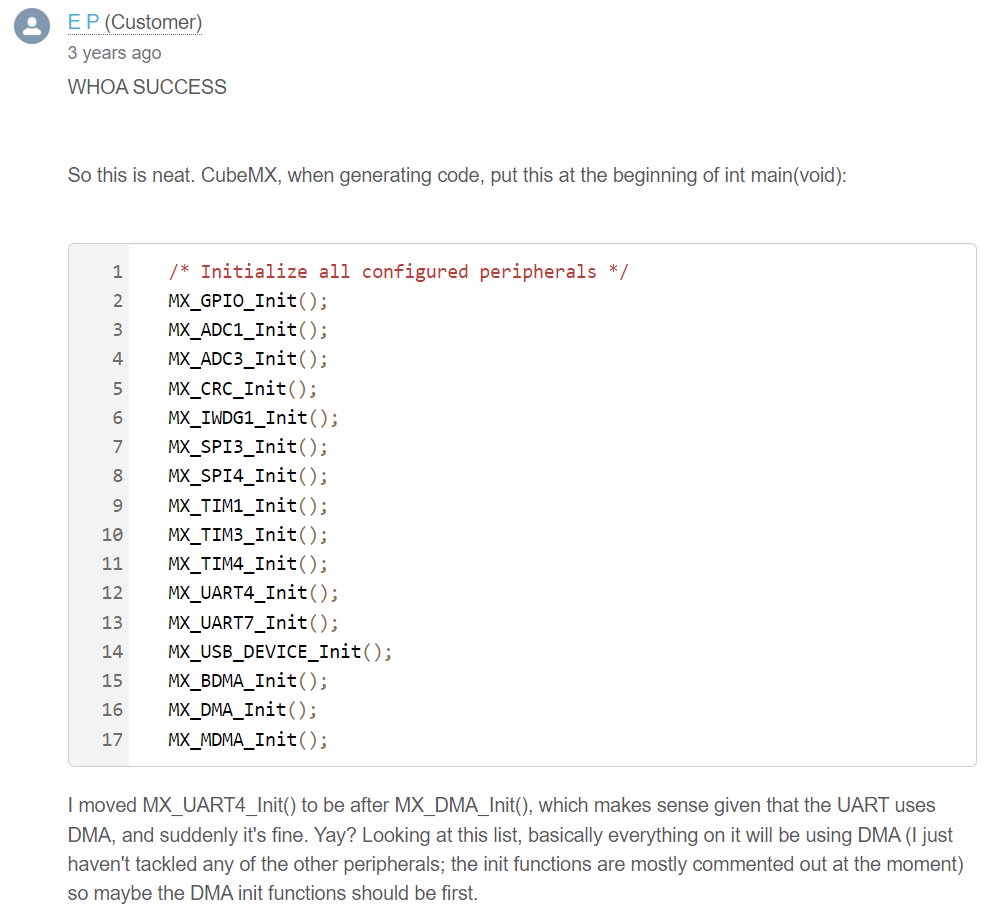 E P (Customer)
3 years ago
WHOA SUCCESS
So this is neat. CubeMX, when generating code, put this at the beginning of int main(void):
1 /* Initialize all configured peripherals */
2 MX_GPIO_Init();
3 MX_ADC1_Init();
4 MX_ADC3_Init();
5 MX_CRC_Init();
6 MX_IWDG1_Init();
7 MX_SPI3_Init();
8 MX_SPI4_Init();
9 MX_TIM1_Init();
10 MX_TIM3_Init();
11 MX_TIM4_Init();
12 MX_UART4_Init();
13 MX_UART7_Init();
14 MX_USB_DEVICE_Init();
15 MX_BDMA_Init();
16 MX_DMA_Init();
17 MX_MDMA_Init();
I moved MX_UART4_Init() to be after MX_DMA_Init(), which makes sense given that the UART uses
DMA, and suddenly it's fine. Yay? Looking at this list, basically everything on it will be using DMA (I just
haven't tackled any of the other peripherals; the init functions are mostly commented out at the moment)
so maybe the DMA init functions should be first.